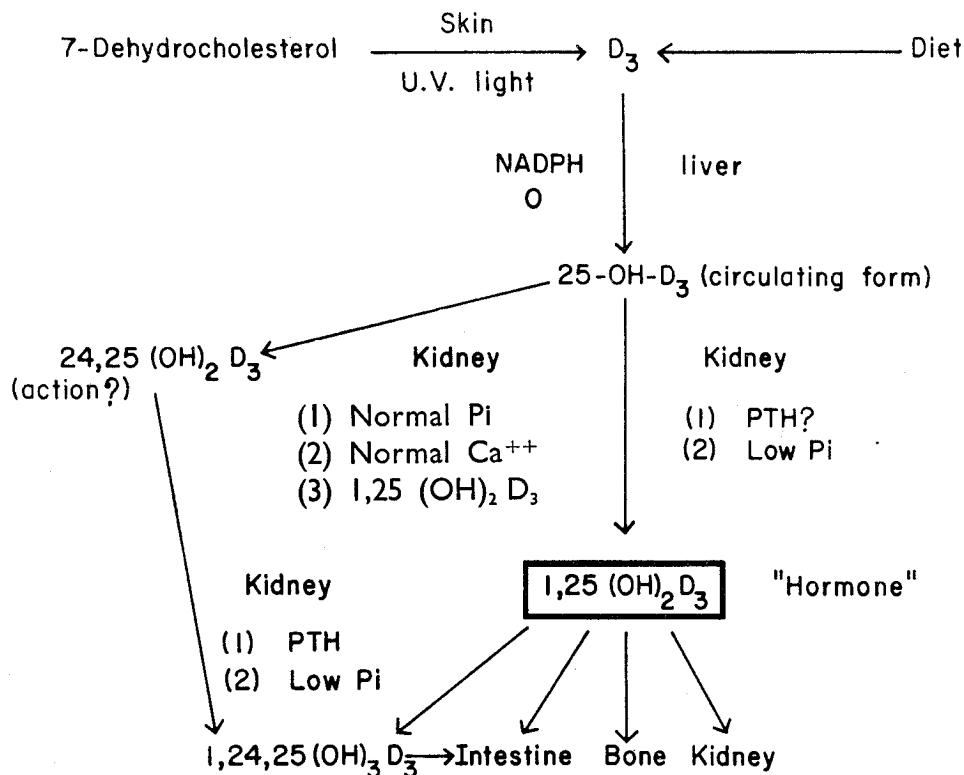 Skin
7-Dehydrocholesterol D₃ Diet
U.V. light
NADPH liver
O
25-OH-D₃ (circulating form)
24,25 (OH)₂ D₃
(action?)
Kidney
(1) Normal Pi
(2) Normal Ca⁺⁺
(3) 1,25 (OH)₂ D₃
Kidney
(1) PTH?
(2) Low Pi
1,25 (OH)₂ D₃ "Hormone"
Kidney
(1) PTH
(2) Low Pi
1,24,25 (OH)₃ D₃ Intestine Bone Kidney